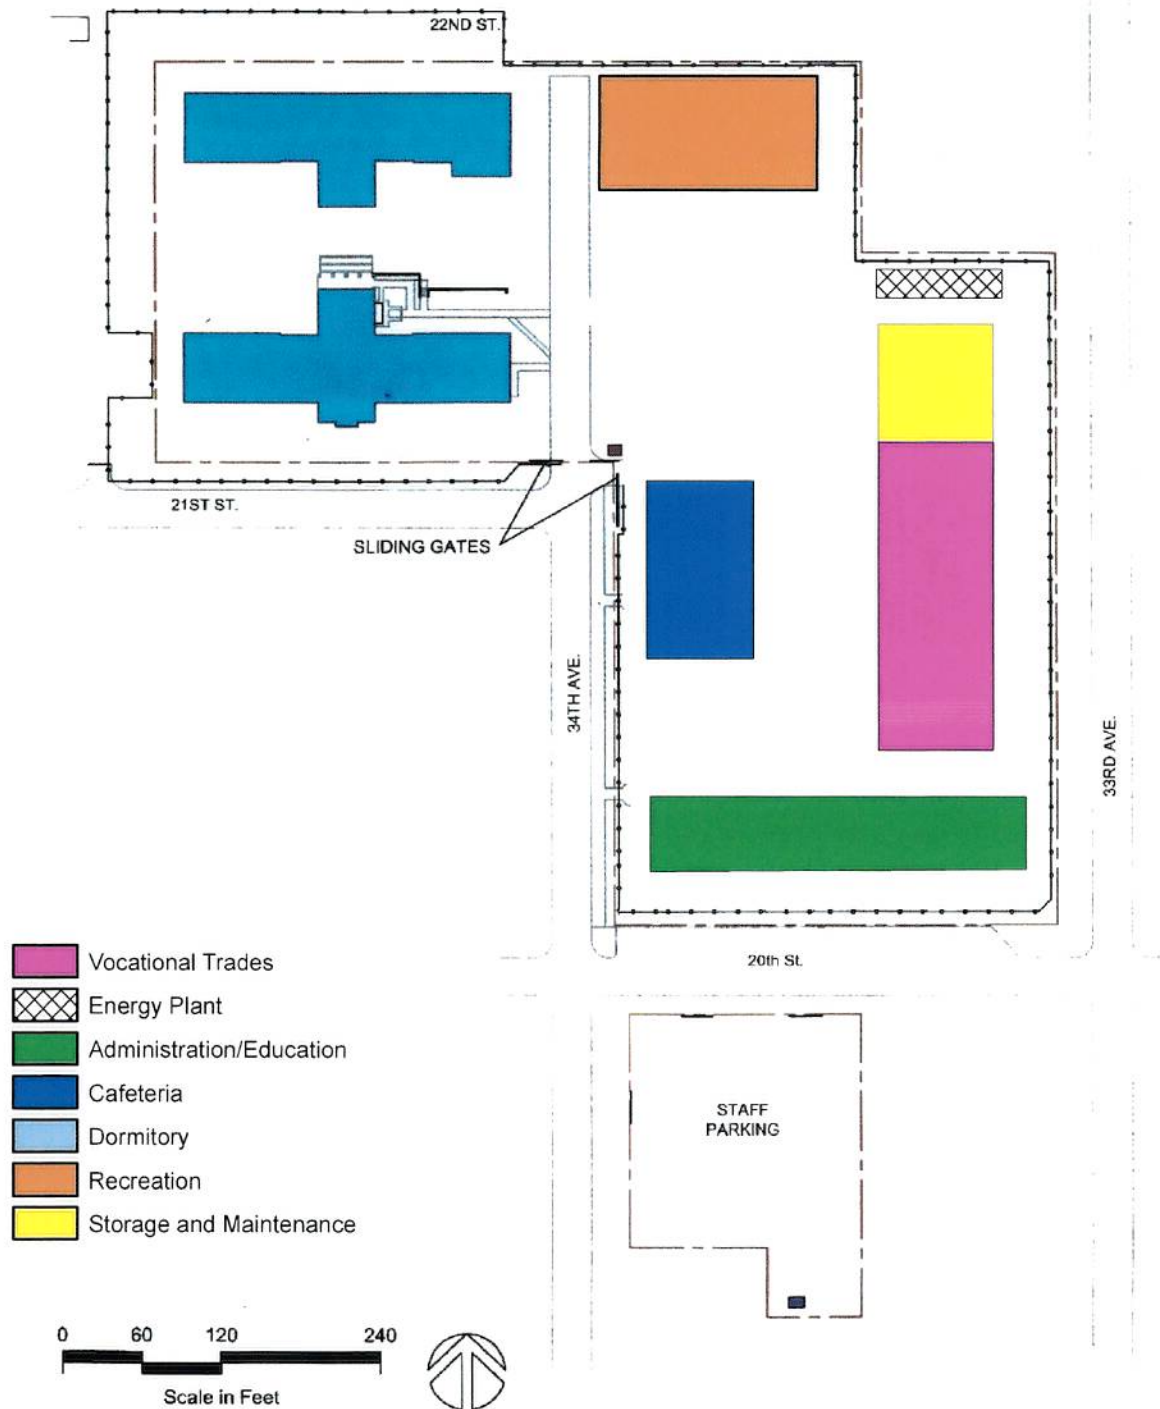 22ND ST.
21ST ST.
SLIDING GATES
34TH AVE.
33RD AVE.
20th St.
Vocational Trades
Energy Plant
Administration/Education
Cafeteria
Dormitory
Recreation
Storage and Maintenance
STAFF
PARKING
0 60 120 240
Scale in Feet